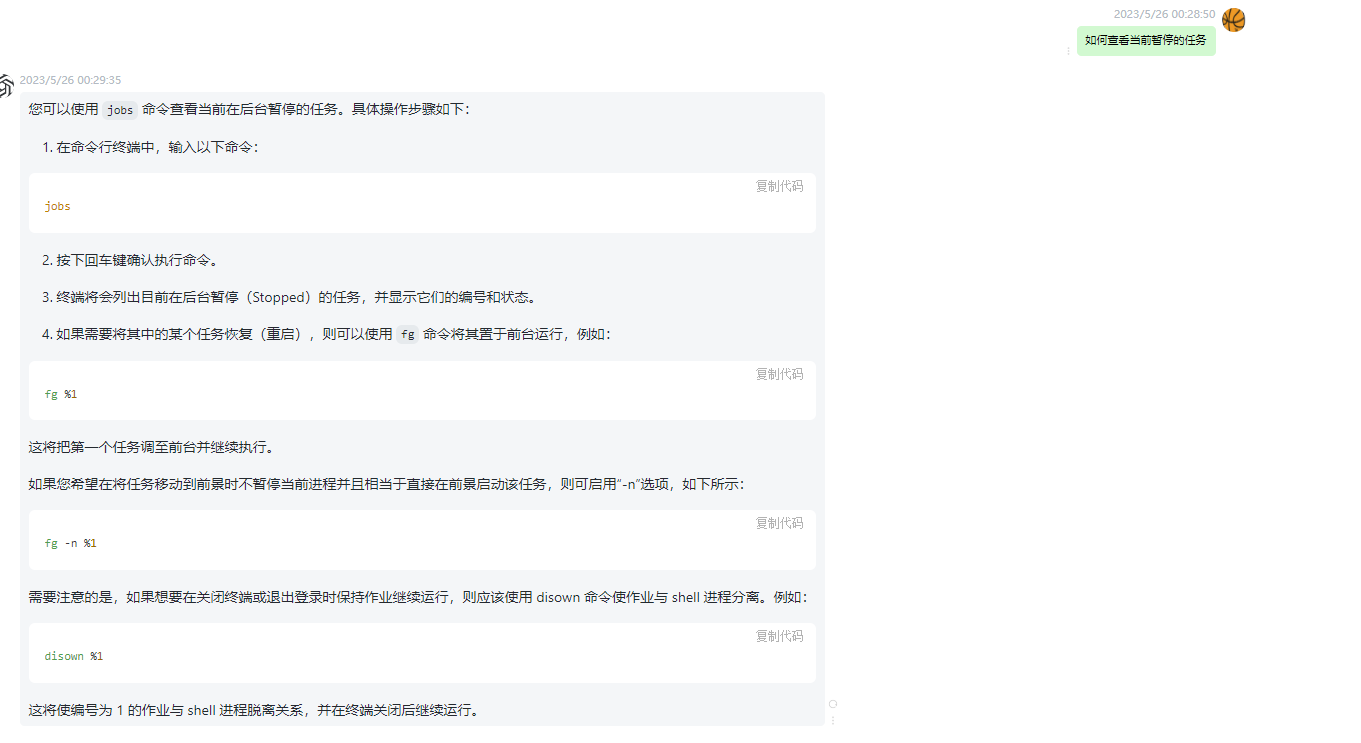 2023/5/26 00:28:50
如何查看当前暂停的任务
2023/5/26 00:29:35
您可以使用 jobs 命令查看当前在后台暂停的任务。具体操作步骤如下：
1. 在命令行终端中，输入以下命令：
复制代码
jobs
2. 按下回车键确认执行命令。
3. 终端将会列出目前在后台暂停（Stopped）的任务，并显示它们的编号和状态。
4. 如果需要将其中的某个任务恢复（重启），则可以使用 fg 命令将其置于前台运行，例如：
复制代码
fg %1
这将把第一个任务调至前台并继续执行。
如果您希望在将任务移动到前景时不暂停当前进程并且相当于直接在前景启动该任务，则可启用“-n”选项，如下所示：
复制代码
fg -n %1
需要注意的是，如果想要在关闭终端或退出登录时保持作业继续运行，则应该使用 disown 命令使作业与 shell 进程分离。例如：
复制代码
disown %1
这将使编号为 1 的作业与 shell 进程脱离关系，并在终端关闭后继续运行。